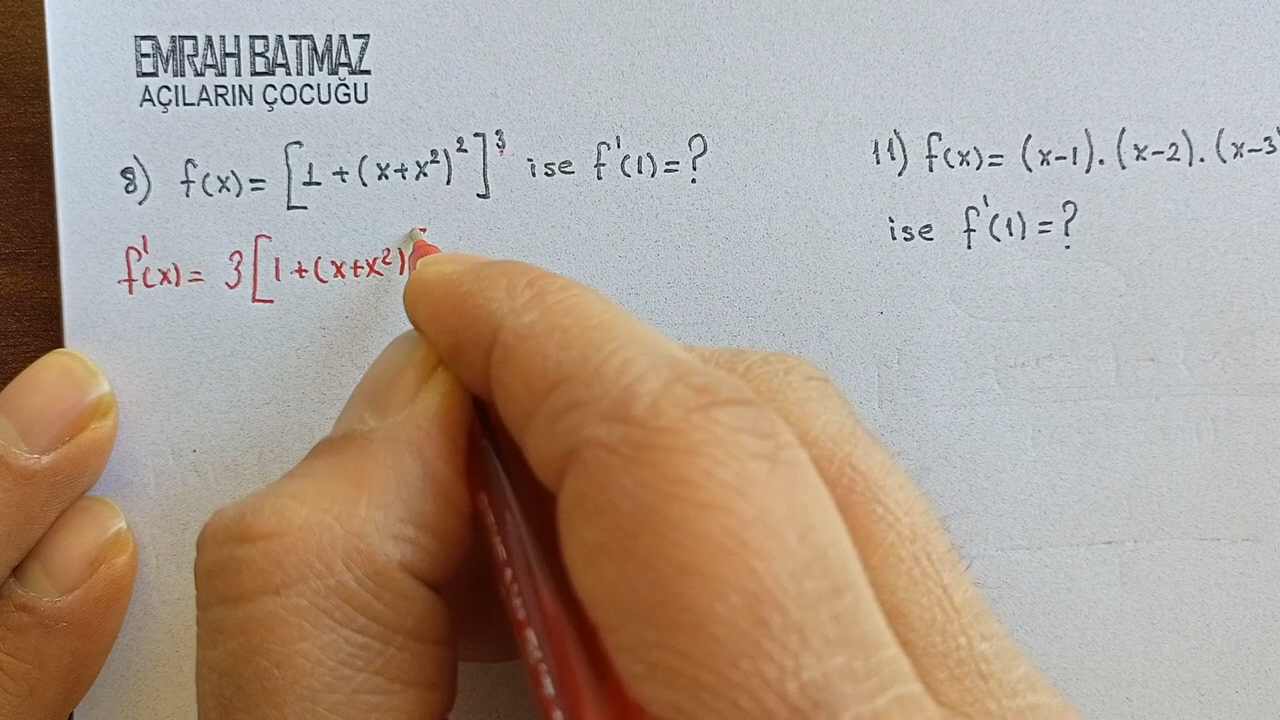 EMRAH BATMAZ
AÇILARIN ÇOCUĞU
8) f(x) = [1 + (x+x²)²]³ ise f'(1) = ?
f'(x) = 3[1+(x+x²)
11) f(x) = (x-1).(x-2).(x-3
ise f'(1) = ?